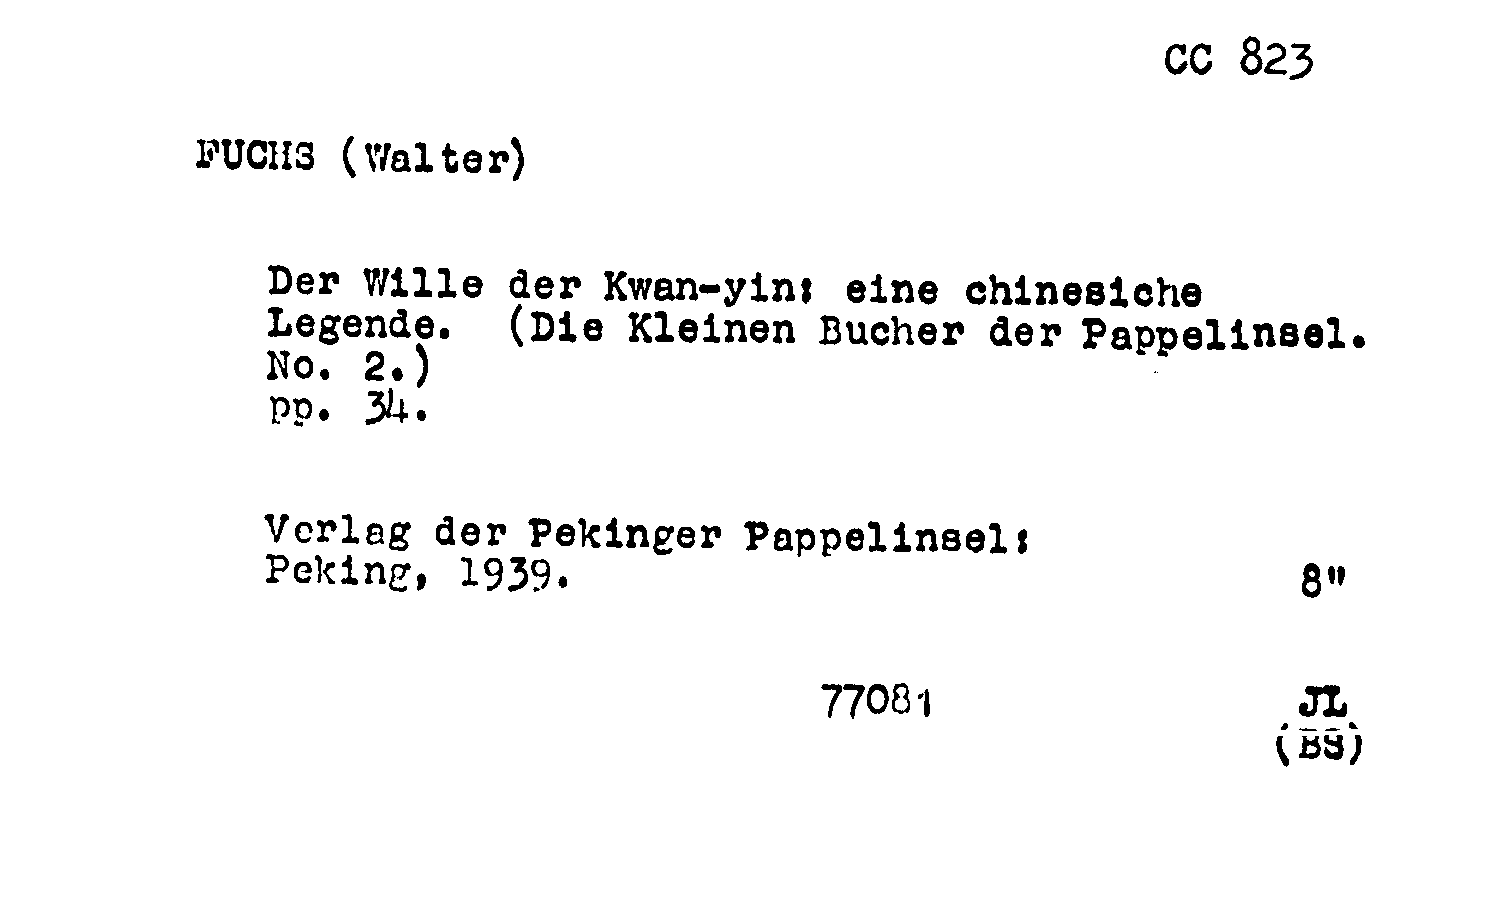 CC 823
FUCHS (Walter)
Der Wille der Kwan-yin: eine chinesiche
Legende. (Die Kleinen Bucher der Pappelinsel.
No. 2.)
pp. 34.
Verlag der Pekinger Pappelinsel:
Peking, 1939.
8"
77081
JL
(BS)